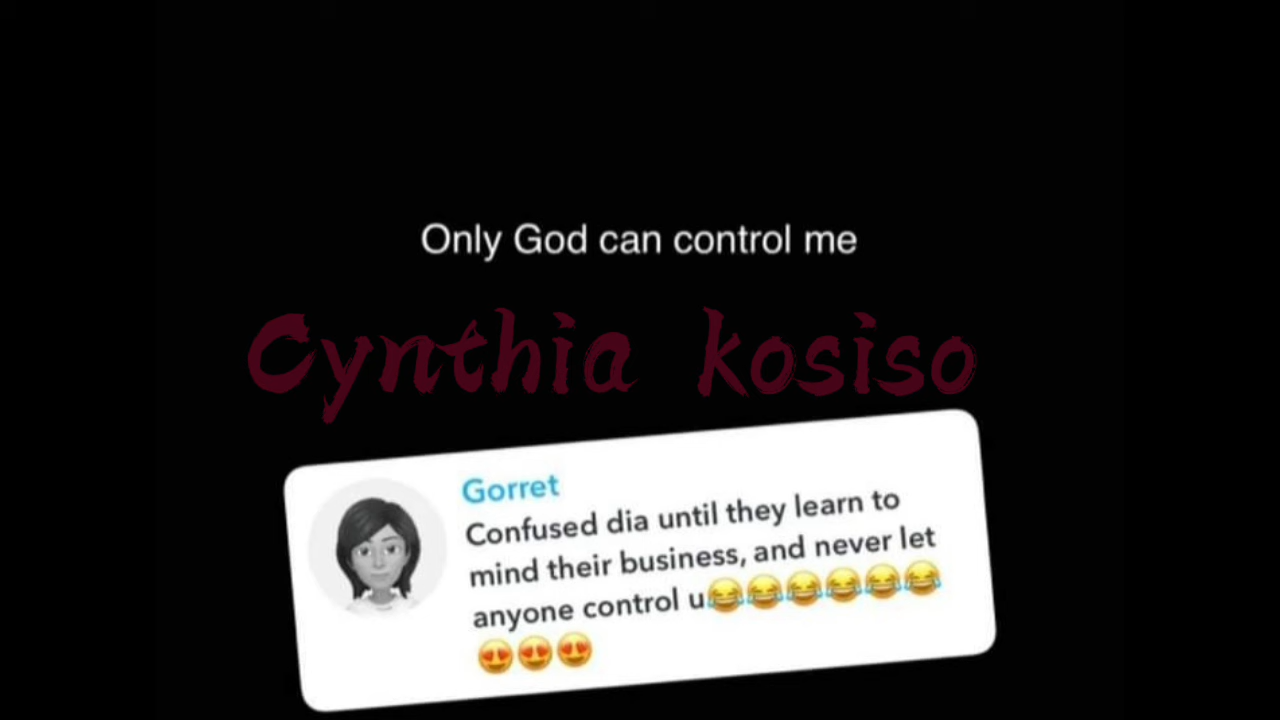 Only God can control me
Cynthia kosiso
Gorret
Confused dia until they learn to
mind their business, and never let
anyone control u😂😂😂😂😂😂
😍😍😍